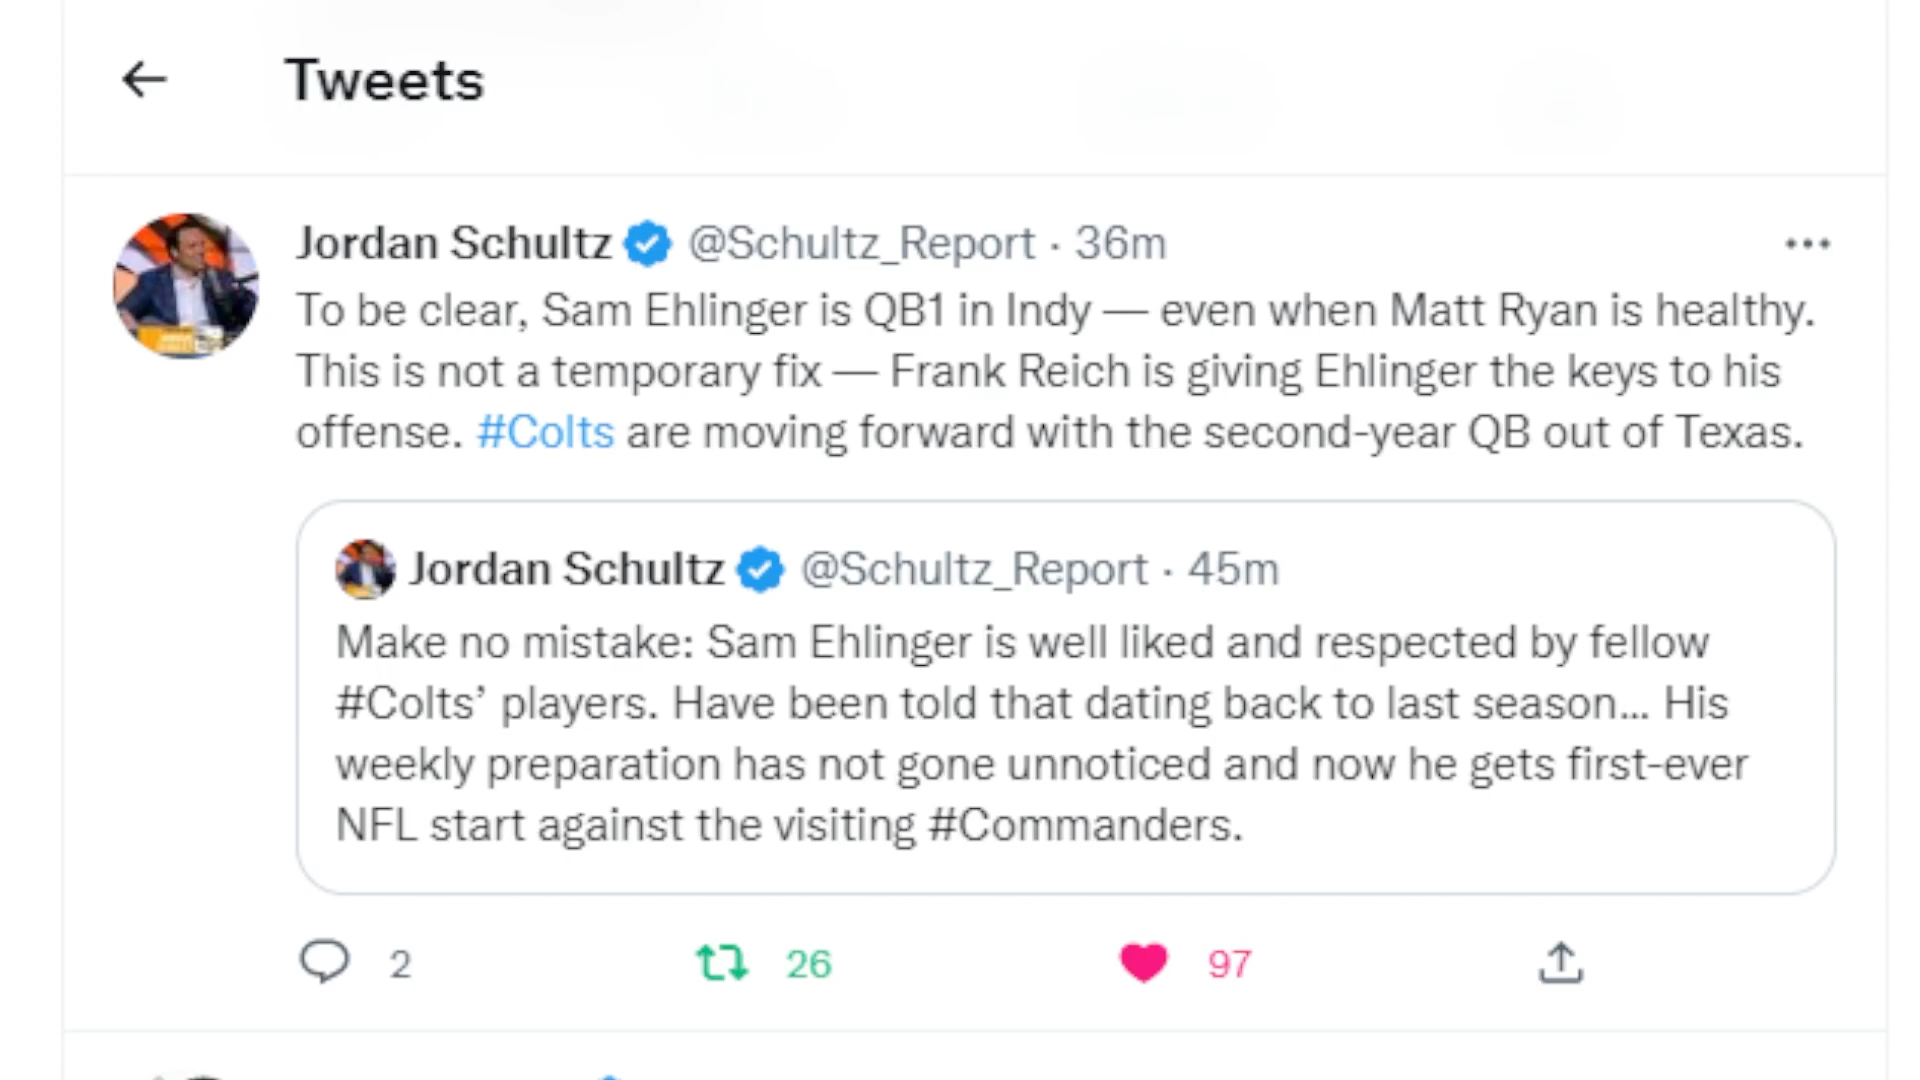 Tweets
Jordan Schultz @Schultz_Report · 36m
To be clear, Sam Ehlinger is QB1 in Indy — even when Matt Ryan is healthy.
This is not a temporary fix — Frank Reich is giving Ehlinger the keys to his
offense. #Colts are moving forward with the second-year QB out of Texas.
Jordan Schultz @Schultz_Report · 45m
Make no mistake: Sam Ehlinger is well liked and respected by fellow
#Colts’ players. Have been told that dating back to last season... His
weekly preparation has not gone unnoticed and now he gets first-ever
NFL start against the visiting #Commanders.
2 26 97